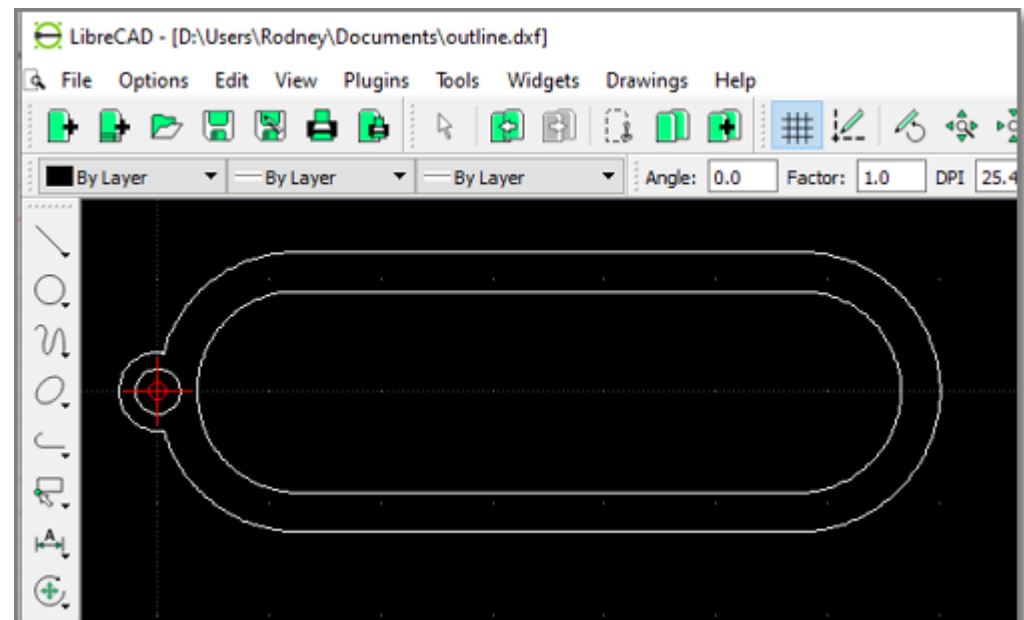 LibreCAD - [D:\Users\Rodney\Documents\outline.dxf]
File Options Edit View Plugins Tools Widgets Drawings Help
By Layer By Layer By Layer Angle: 0.0 Factor: 1.0 DPI 25.4
A